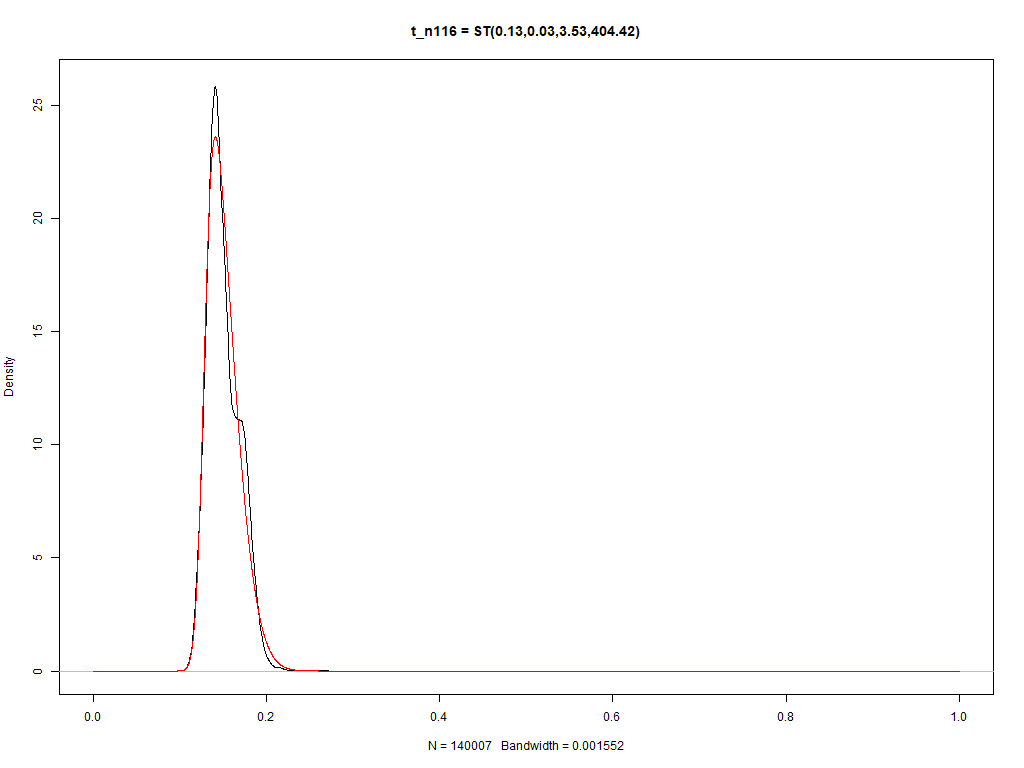 t_n116 = ST(0.13,0.03,3.53,404.42)
Density
25
20
15
10
5
0
0.0 0.2 0.4 0.6 0.8 1.0
N = 140007 Bandwidth = 0.001552